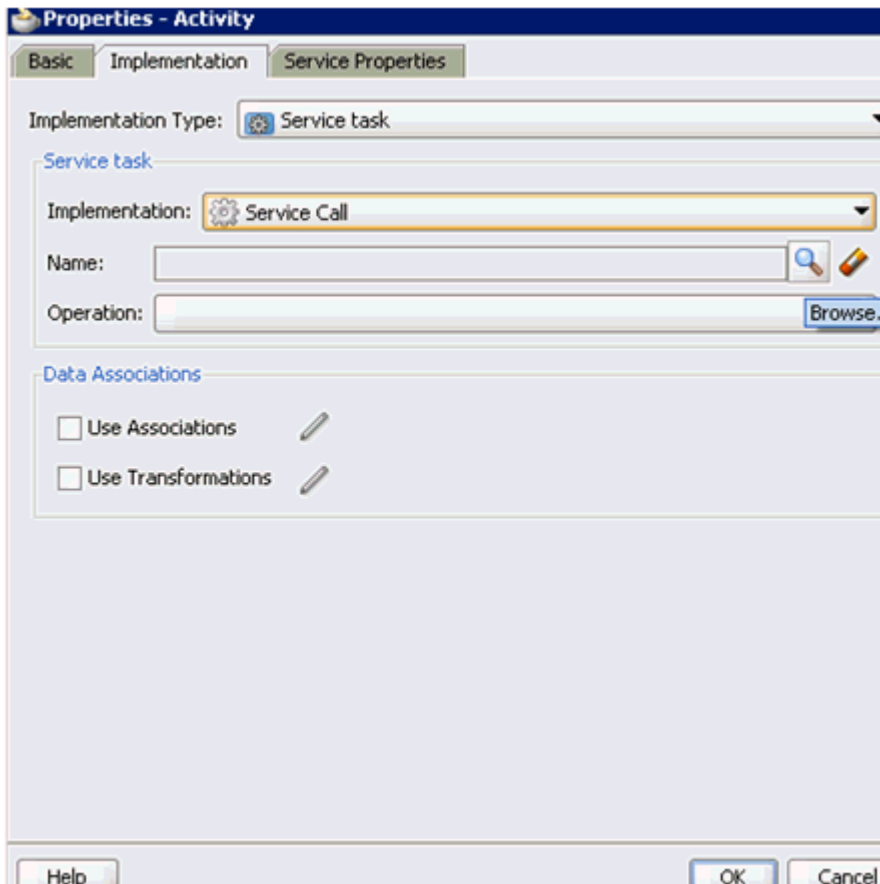 Properties - Activity
Basic Implementation Service Properties
Implementation Type: Service task
Service task
Implementation: Service Call
Name:
Operation: Browse.
Data Associations
Use Associations
Use Transformations
Help OK Cancel